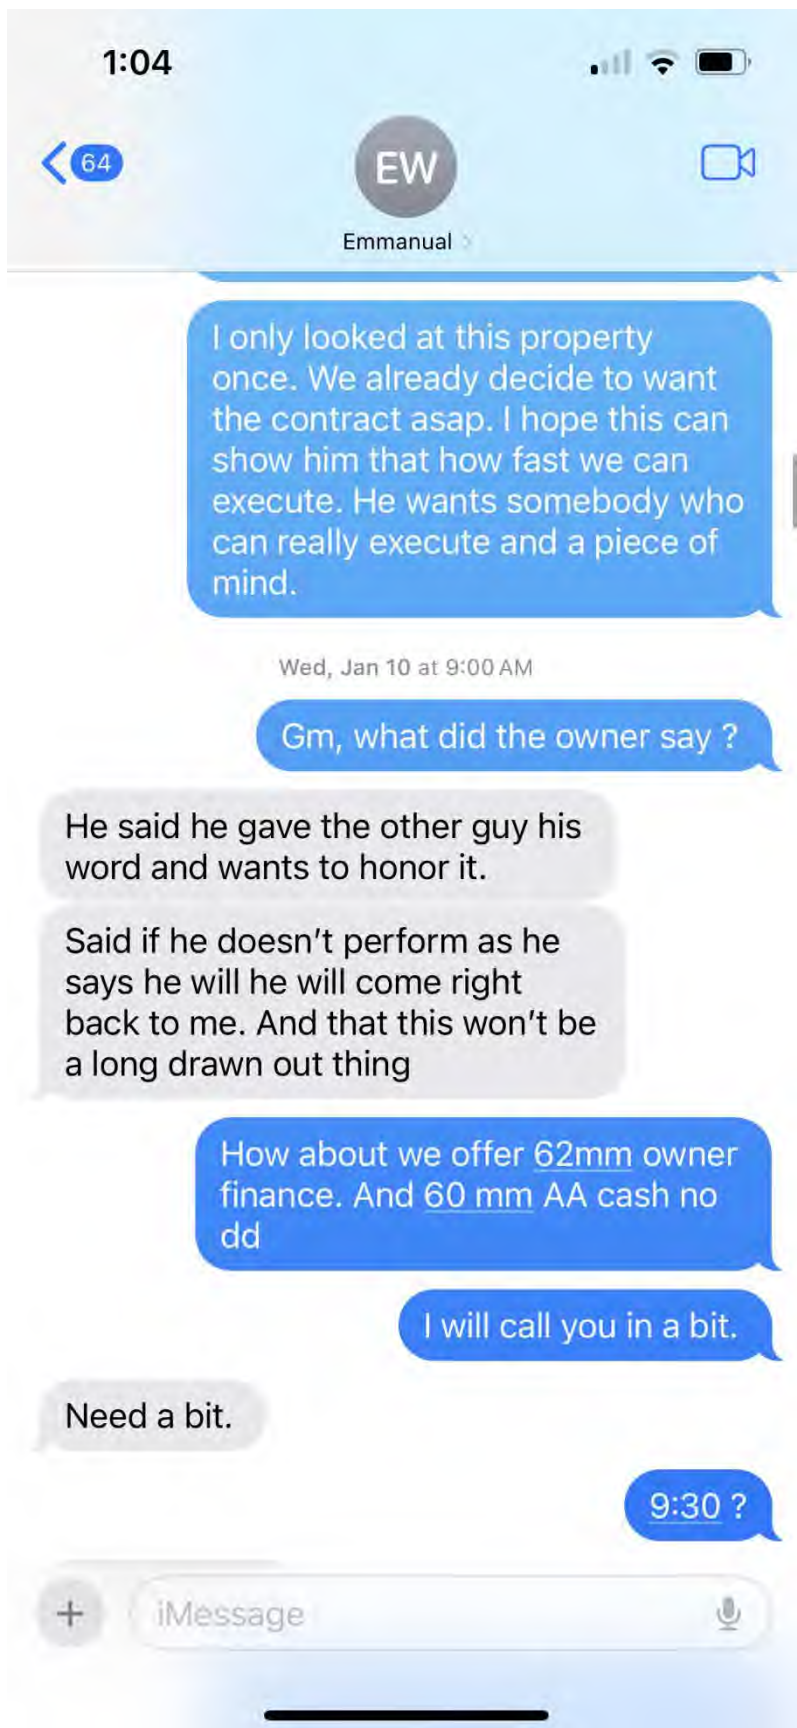 1:04
64
EW
Emmanual
I only looked at this property
once. We already decide to want
the contract asap. I hope this can
show him that how fast we can
execute. He wants somebody who
can really execute and a piece of
mind.
Wed, Jan 10 at 9:00 AM
Gm, what did the owner say ?
He said he gave the other guy his
word and wants to honor it.
Said if he doesn't perform as he
says he will he will come right
back to me. And that this won't be
a long drawn out thing
How about we offer 62mm owner
finance. And 60 mm AA cash no
dd
I will call you in a bit.
Need a bit.
9:30 ?
iMessage